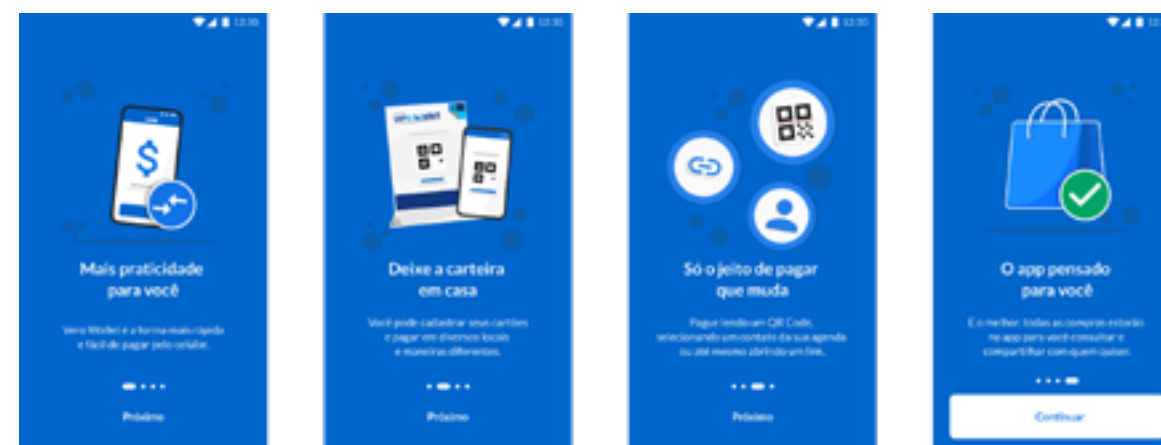 12:30
Mais praticidade
para você
Vero Wallet é a forma mais rápida
e fácil de pagar pelo celular.
Próximo
12:30
Deixe a carteira
em casa
Você pode cadastrar seus cartões
e pagar em diversos locais
e maneiras diferentes.
Próximo
12:30
Só o jeito de pagar
que muda
Pague lendo um QR Code,
selecionando um contato da sua agenda
ou até mesmo abrindo um link.
Próximo
O app pensado
para você
E o melhor, todas as compras estarão
no app para você consultar e
compartilhar com quem quiser.
Continuar